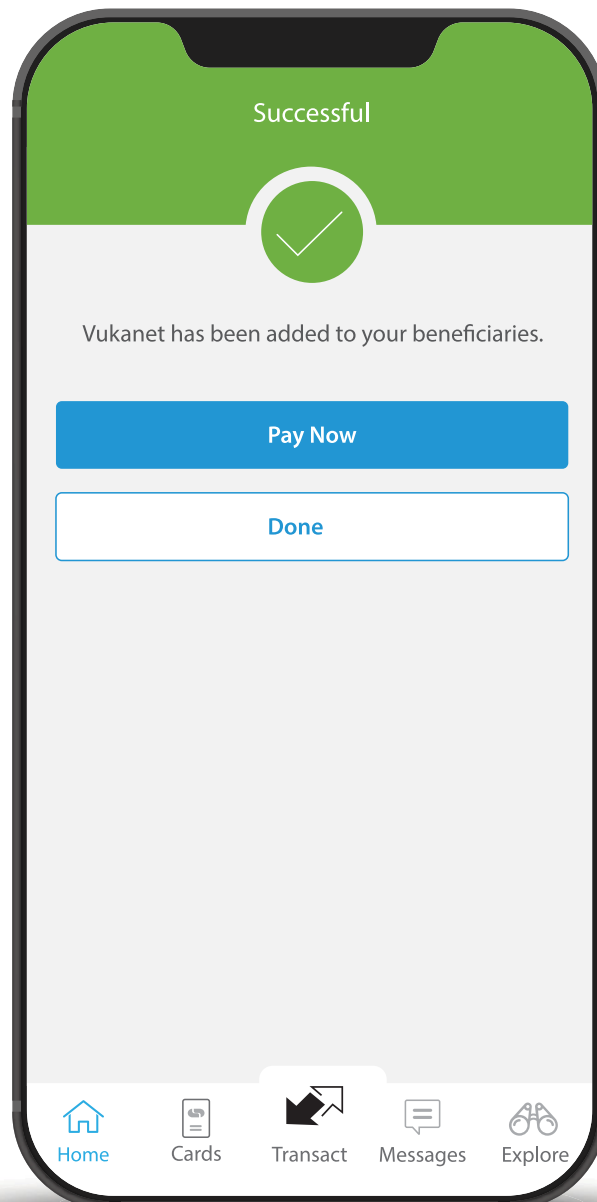 Successful
Vukanet has been added to your beneficiaries.
Pay Now
Done
Home Cards Transact Messages Explore